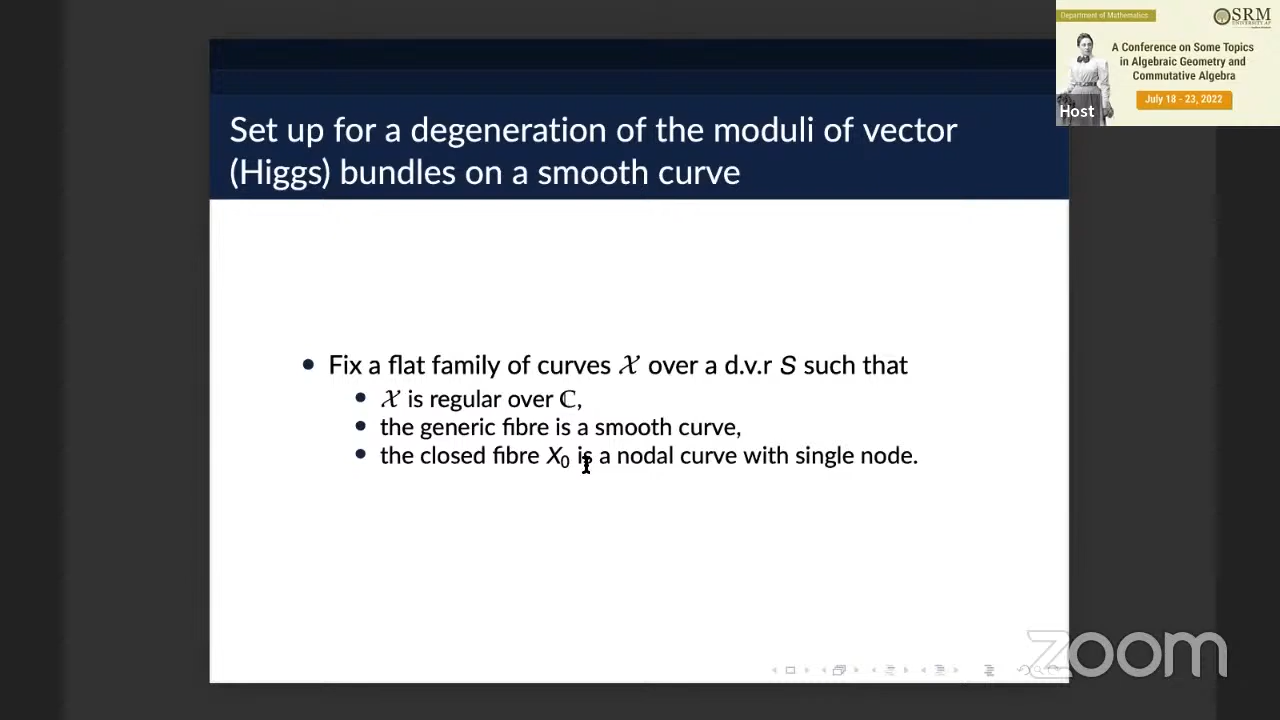 Department of Mathematics
SRM
UNIVERSITY AP
A Conference on Some Topics
in Algebraic Geometry and
Commutative Algebra
July 18 - 23, 2022
Host
Set up for a degeneration of the moduli of vector
(Higgs) bundles on a smooth curve
• Fix a flat family of curves 𝒳 over a d.v.r S such that
• 𝒳 is regular over ℂ,
• the generic fibre is a smooth curve,
• the closed fibre X₀ is a nodal curve with single node.
zoom